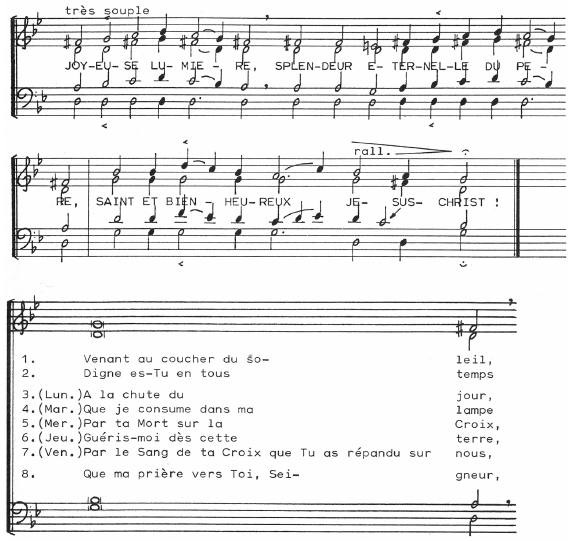 très souple
JOY-EU-SE LU-MIE - RE, SPLEN-DEUR E-TER-NEL-LE DU PE -
rall.
RE, SAINT ET BIEN - HEU-REUX JE- SUS- CHRIST !
1. Venant au coucher du so- leil,
2. Digne es-Tu en tous temps
3.(Lun.)A la chute du jour,
4.(Mar.)Que je consume dans ma lampe
5.(Mer.)Par ta Mort sur la Croix,
6.(Jeu.)Guéris-moi dès cette terre,
7.(Ven.)Par le Sang de ta Croix que Tu as répandu sur nous,
8. Que ma prière vers Toi, Sei- gneur,